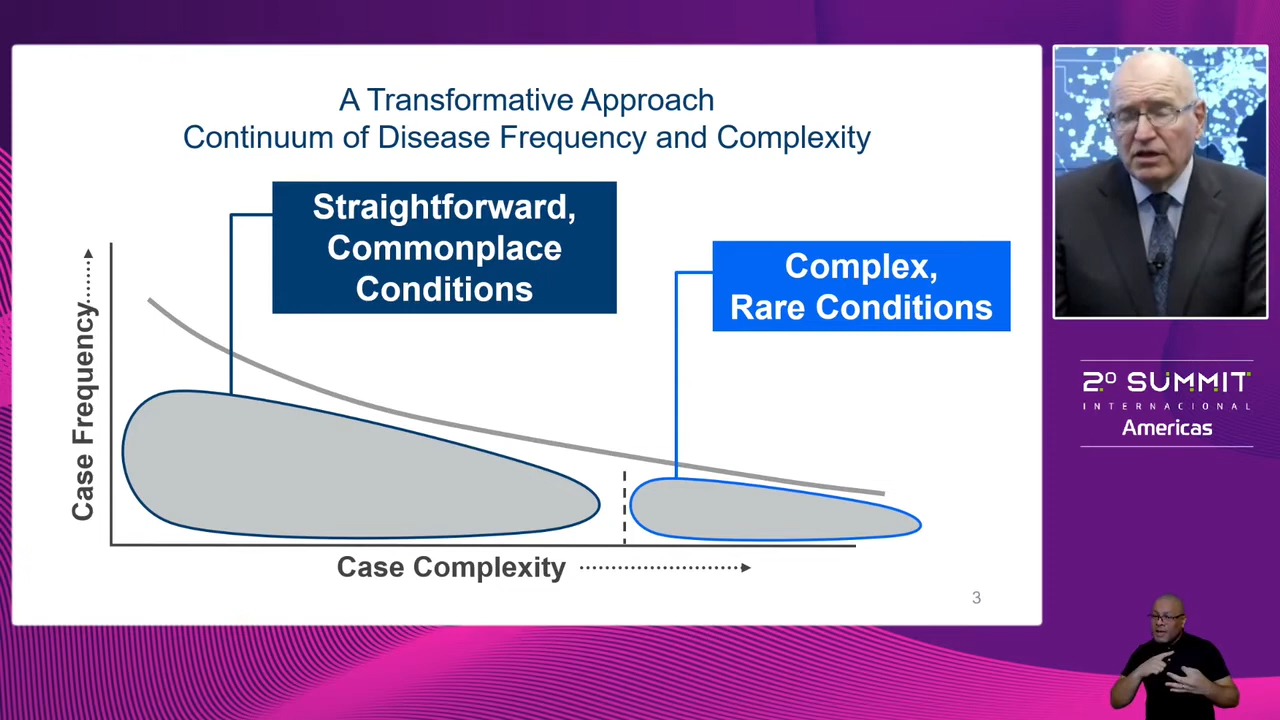 A Transformative Approach
Continuum of Disease Frequency and Complexity
Straightforward,
Commonplace
Conditions
Complex,
Rare Conditions
Case Frequency
Case Complexity
3
2º SUMMIT
INTERNACIONAL
Americas